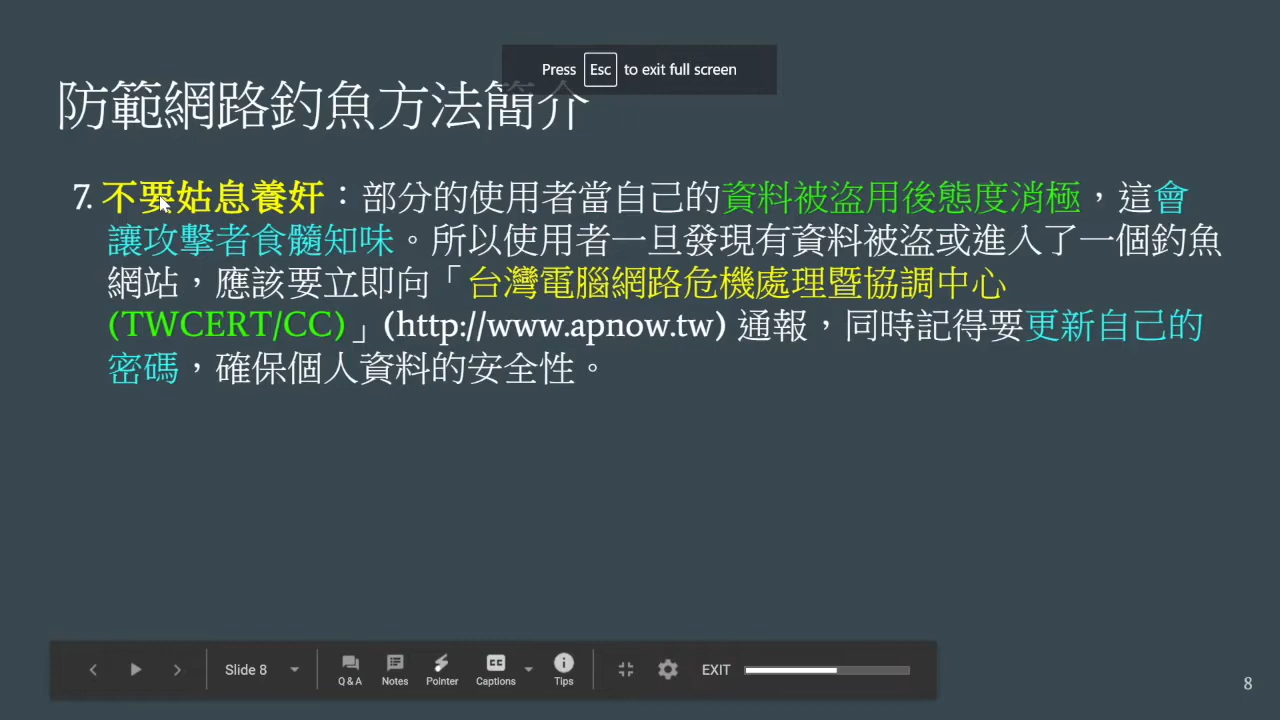 Press Esc to exit full screen
防範網路釣魚方法簡介
7. 不要姑息養奸：部分的使用者當自己的資料被盜用後態度消極，這會
讓攻擊者食髓知味。所以使用者一旦發現有資料被盜或進入了一個釣魚
網站，應該要立即向「台灣電腦網路危機處理暨協調中心
(TWCERT/CC)」(http://www.apnow.tw) 通報，同時記得要更新自己的
密碼，確保個人資料的安全性。
Slide 8 Q & A Notes Pointer CC Captions Tips EXIT
8